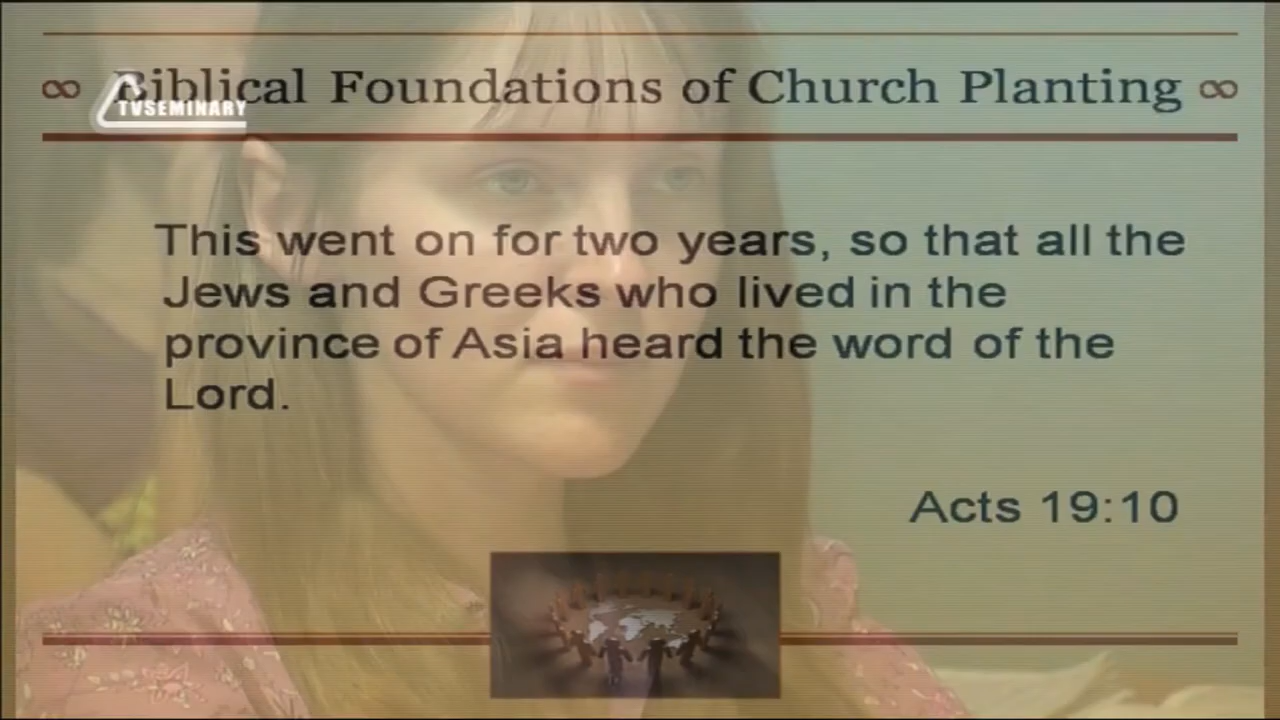 ∞ Biblical Foundations of Church Planting ∞
TVSEMINARY
This went on for two years, so that all the
Jews and Greeks who lived in the
province of Asia heard the word of the
Lord.
Acts 19:10